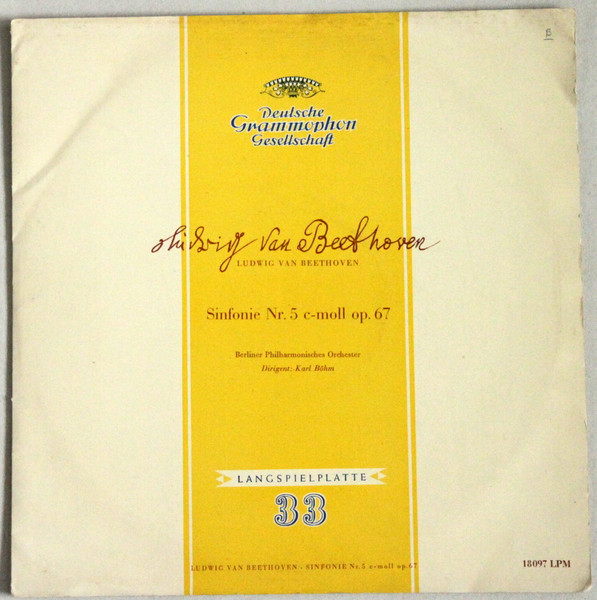 B
Deutsche
Grammophon
Gesellschaft
Ludwig van Beethoven
LUDWIG VAN BEETHOVEN
Sinfonie Nr. 5 c-moll op. 67
Berliner Philharmonisches Orchester
Dirigent: Karl Böhm
LANGSPIELPLATTE
33
LUDWIG VAN BEETHOVEN - SINFONIE Nr. 5 c-moll op. 67
18097 LPM